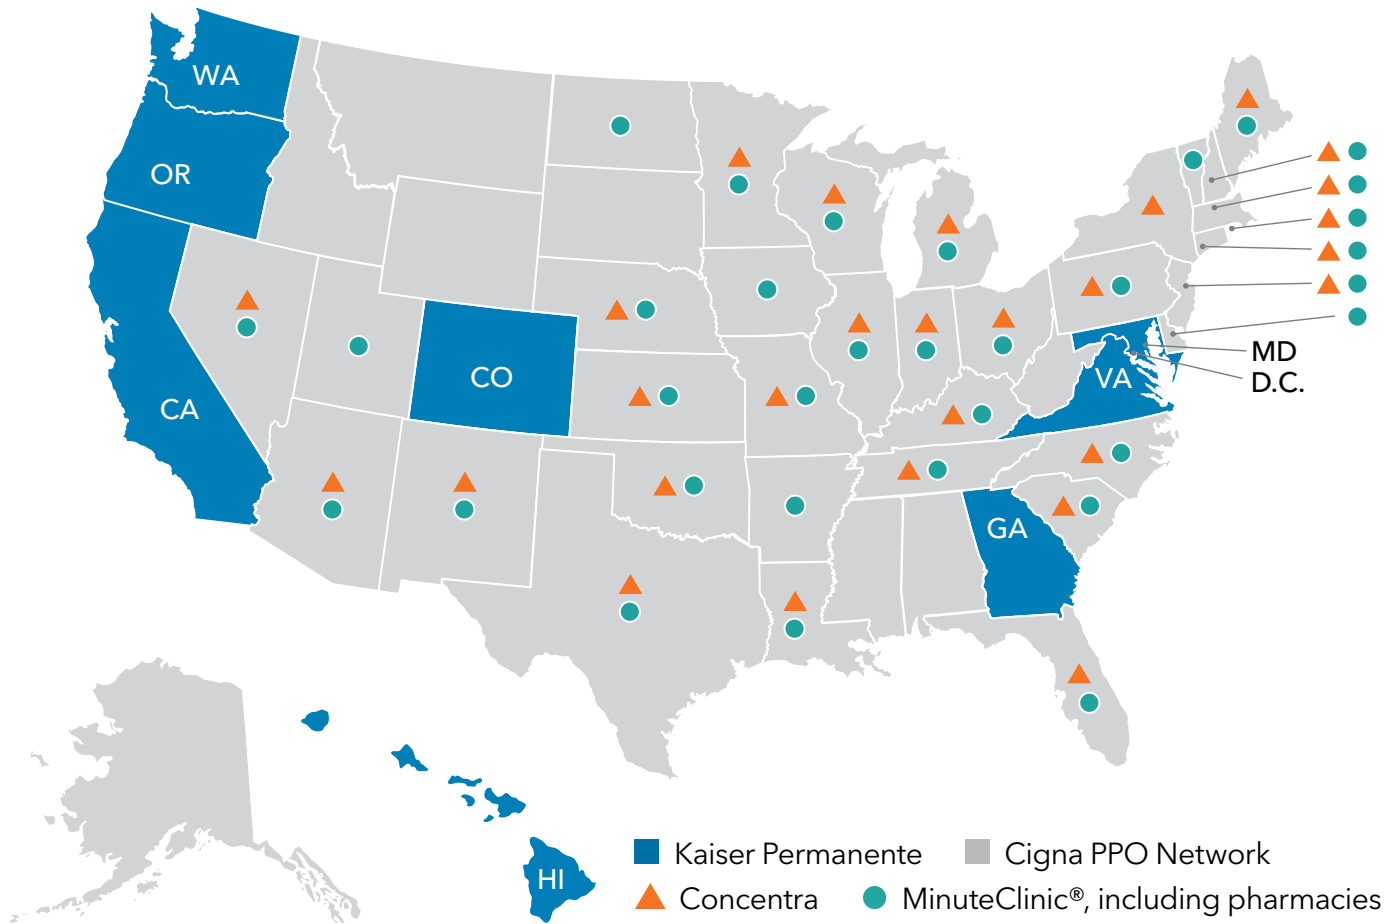 WA
OR
CA
CO
MD
D.C.
VA
GA
HI
Kaiser Permanente
Cigna PPO Network
Concentra
MinuteClinic®, including pharmacies